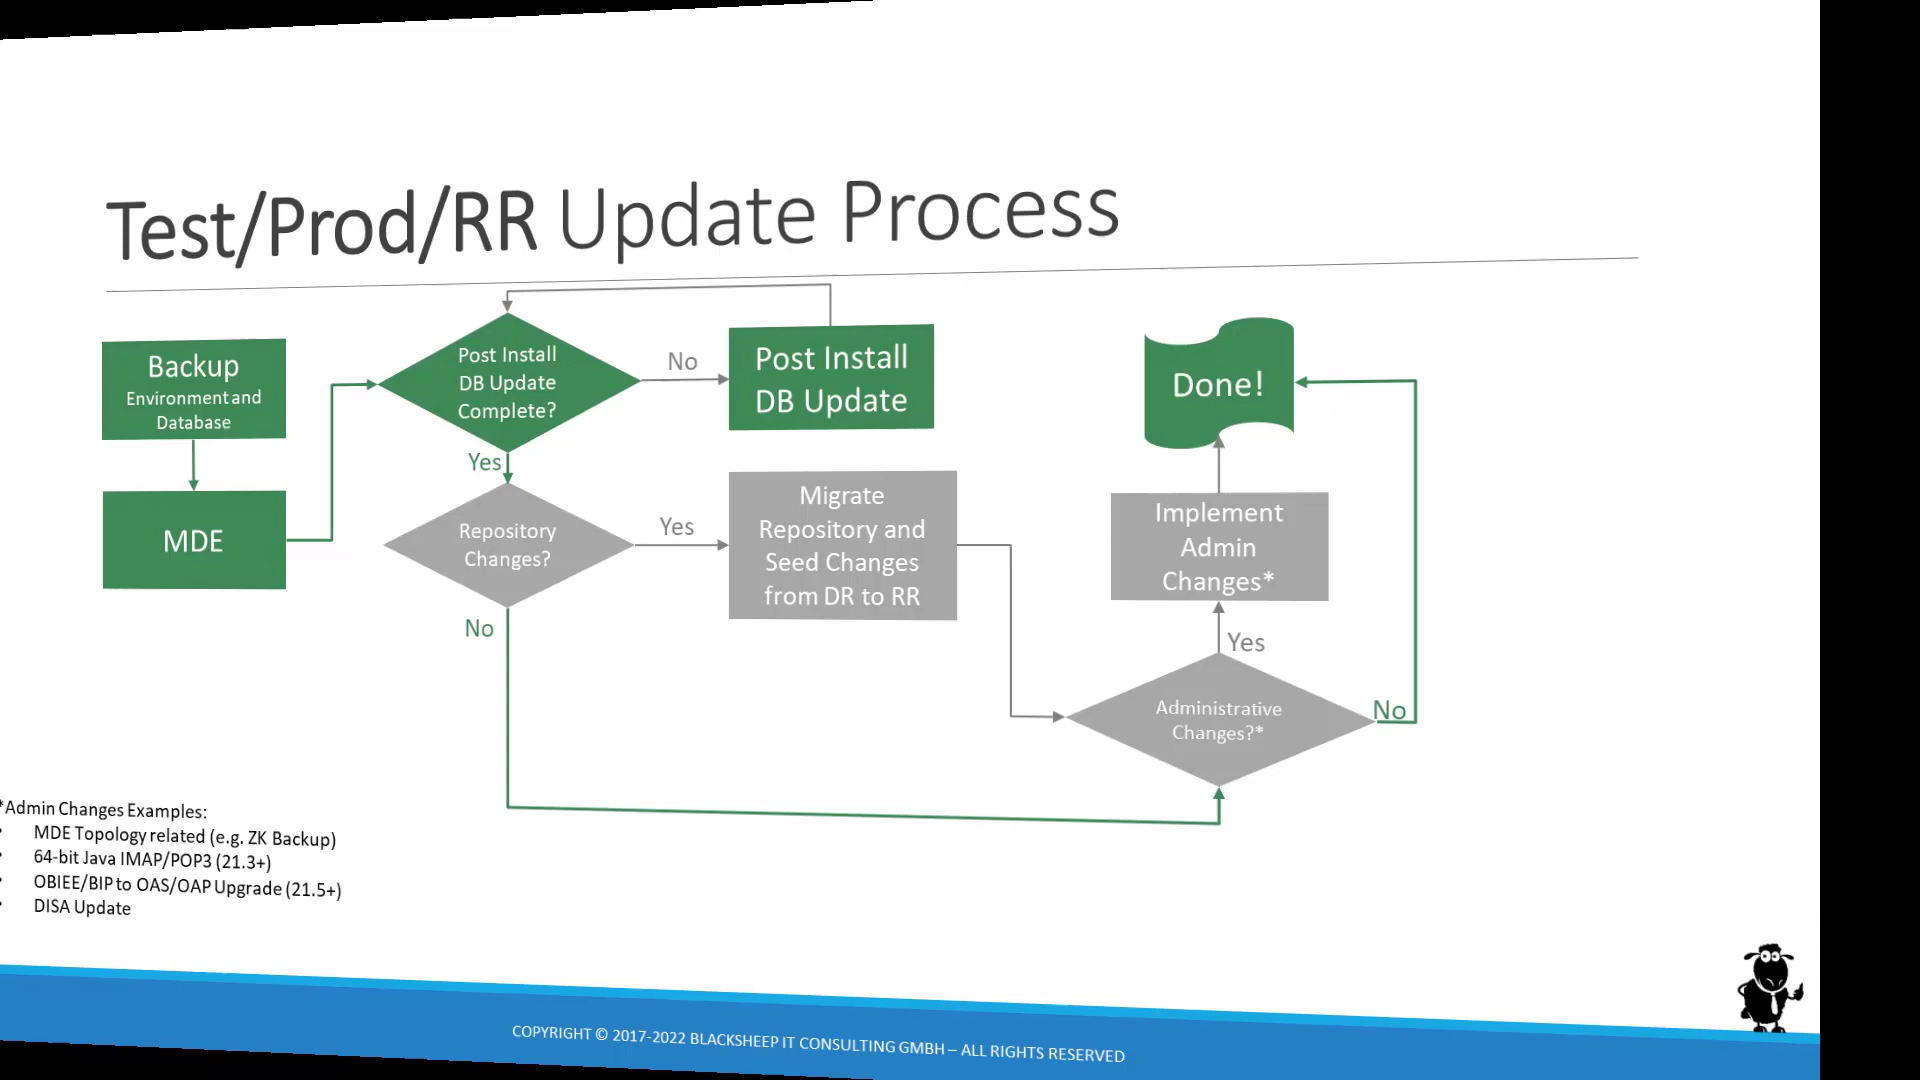 Test/Prod/RR Update Process
Backup
Environment and
Database
MDE
Post Install
DB Update
Complete?
No
Post Install
DB Update
Yes
Repository
Changes?
Yes
Migrate
Repository and
Seed Changes
from DR to RR
No
Done!
Implement
Admin
Changes*
Yes
Administrative
Changes?*
No
*Admin Changes Examples:
• MDE Topology related (e.g. ZK Backup)
• 64-bit Java IMAP/POP3 (21.3+)
• OBIEE/BIP to OAS/OAP Upgrade (21.5+)
• DISA Update
COPYRIGHT © 2017-2022 BLACKSHEEP IT CONSULTING GMBH – ALL RIGHTS RESERVED